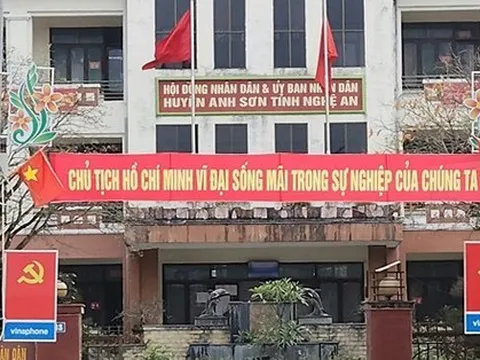 HỘI ĐỒNG NHÂN DÂN & ỦY BAN NHÂN DÂN
HUYỆN ANH SƠN TỈNH NGHỆ AN
CHỦ TỊCH HỒ CHÍ MINH VĨ ĐẠI SỐNG MÃI TRONG SỰ NGHIỆP CỦA CHÚNG TA
vinaphone